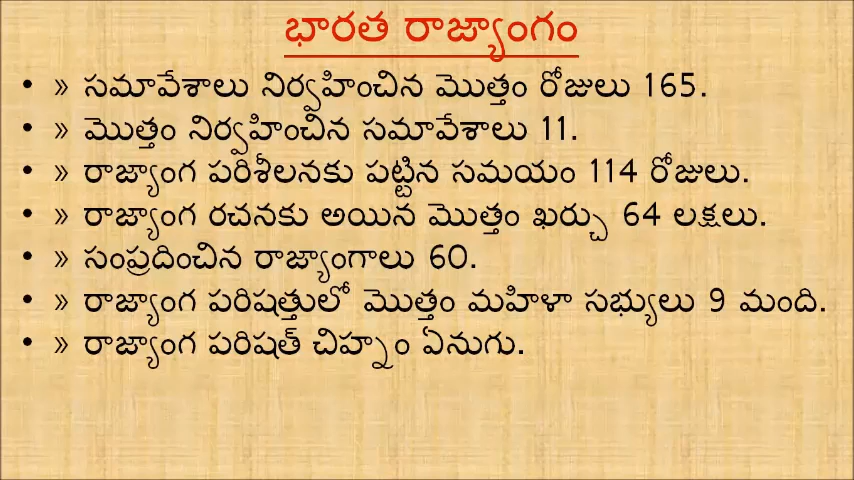 భారత రాజ్యాంగం
• » సమావేశాలు నిర్వహించిన మొత్తం రోజులు 165.
• » మొత్తం నిర్వహించిన సమావేశాలు 11.
• » రాజ్యాంగ పరిశీలనకు పట్టిన సమయం 114 రోజులు.
• » రాజ్యాంగ రచనకు అయిన మొత్తం ఖర్చు 64 లక్షలు.
• » సంప్రదించిన రాజ్యాంగాలు 60.
• » రాజ్యాంగ పరిషత్తులో మొత్తం మహిళా సభ్యులు 9 మంది.
• » రాజ్యాంగ పరిషత్ చిహ్నం ఏనుగు.